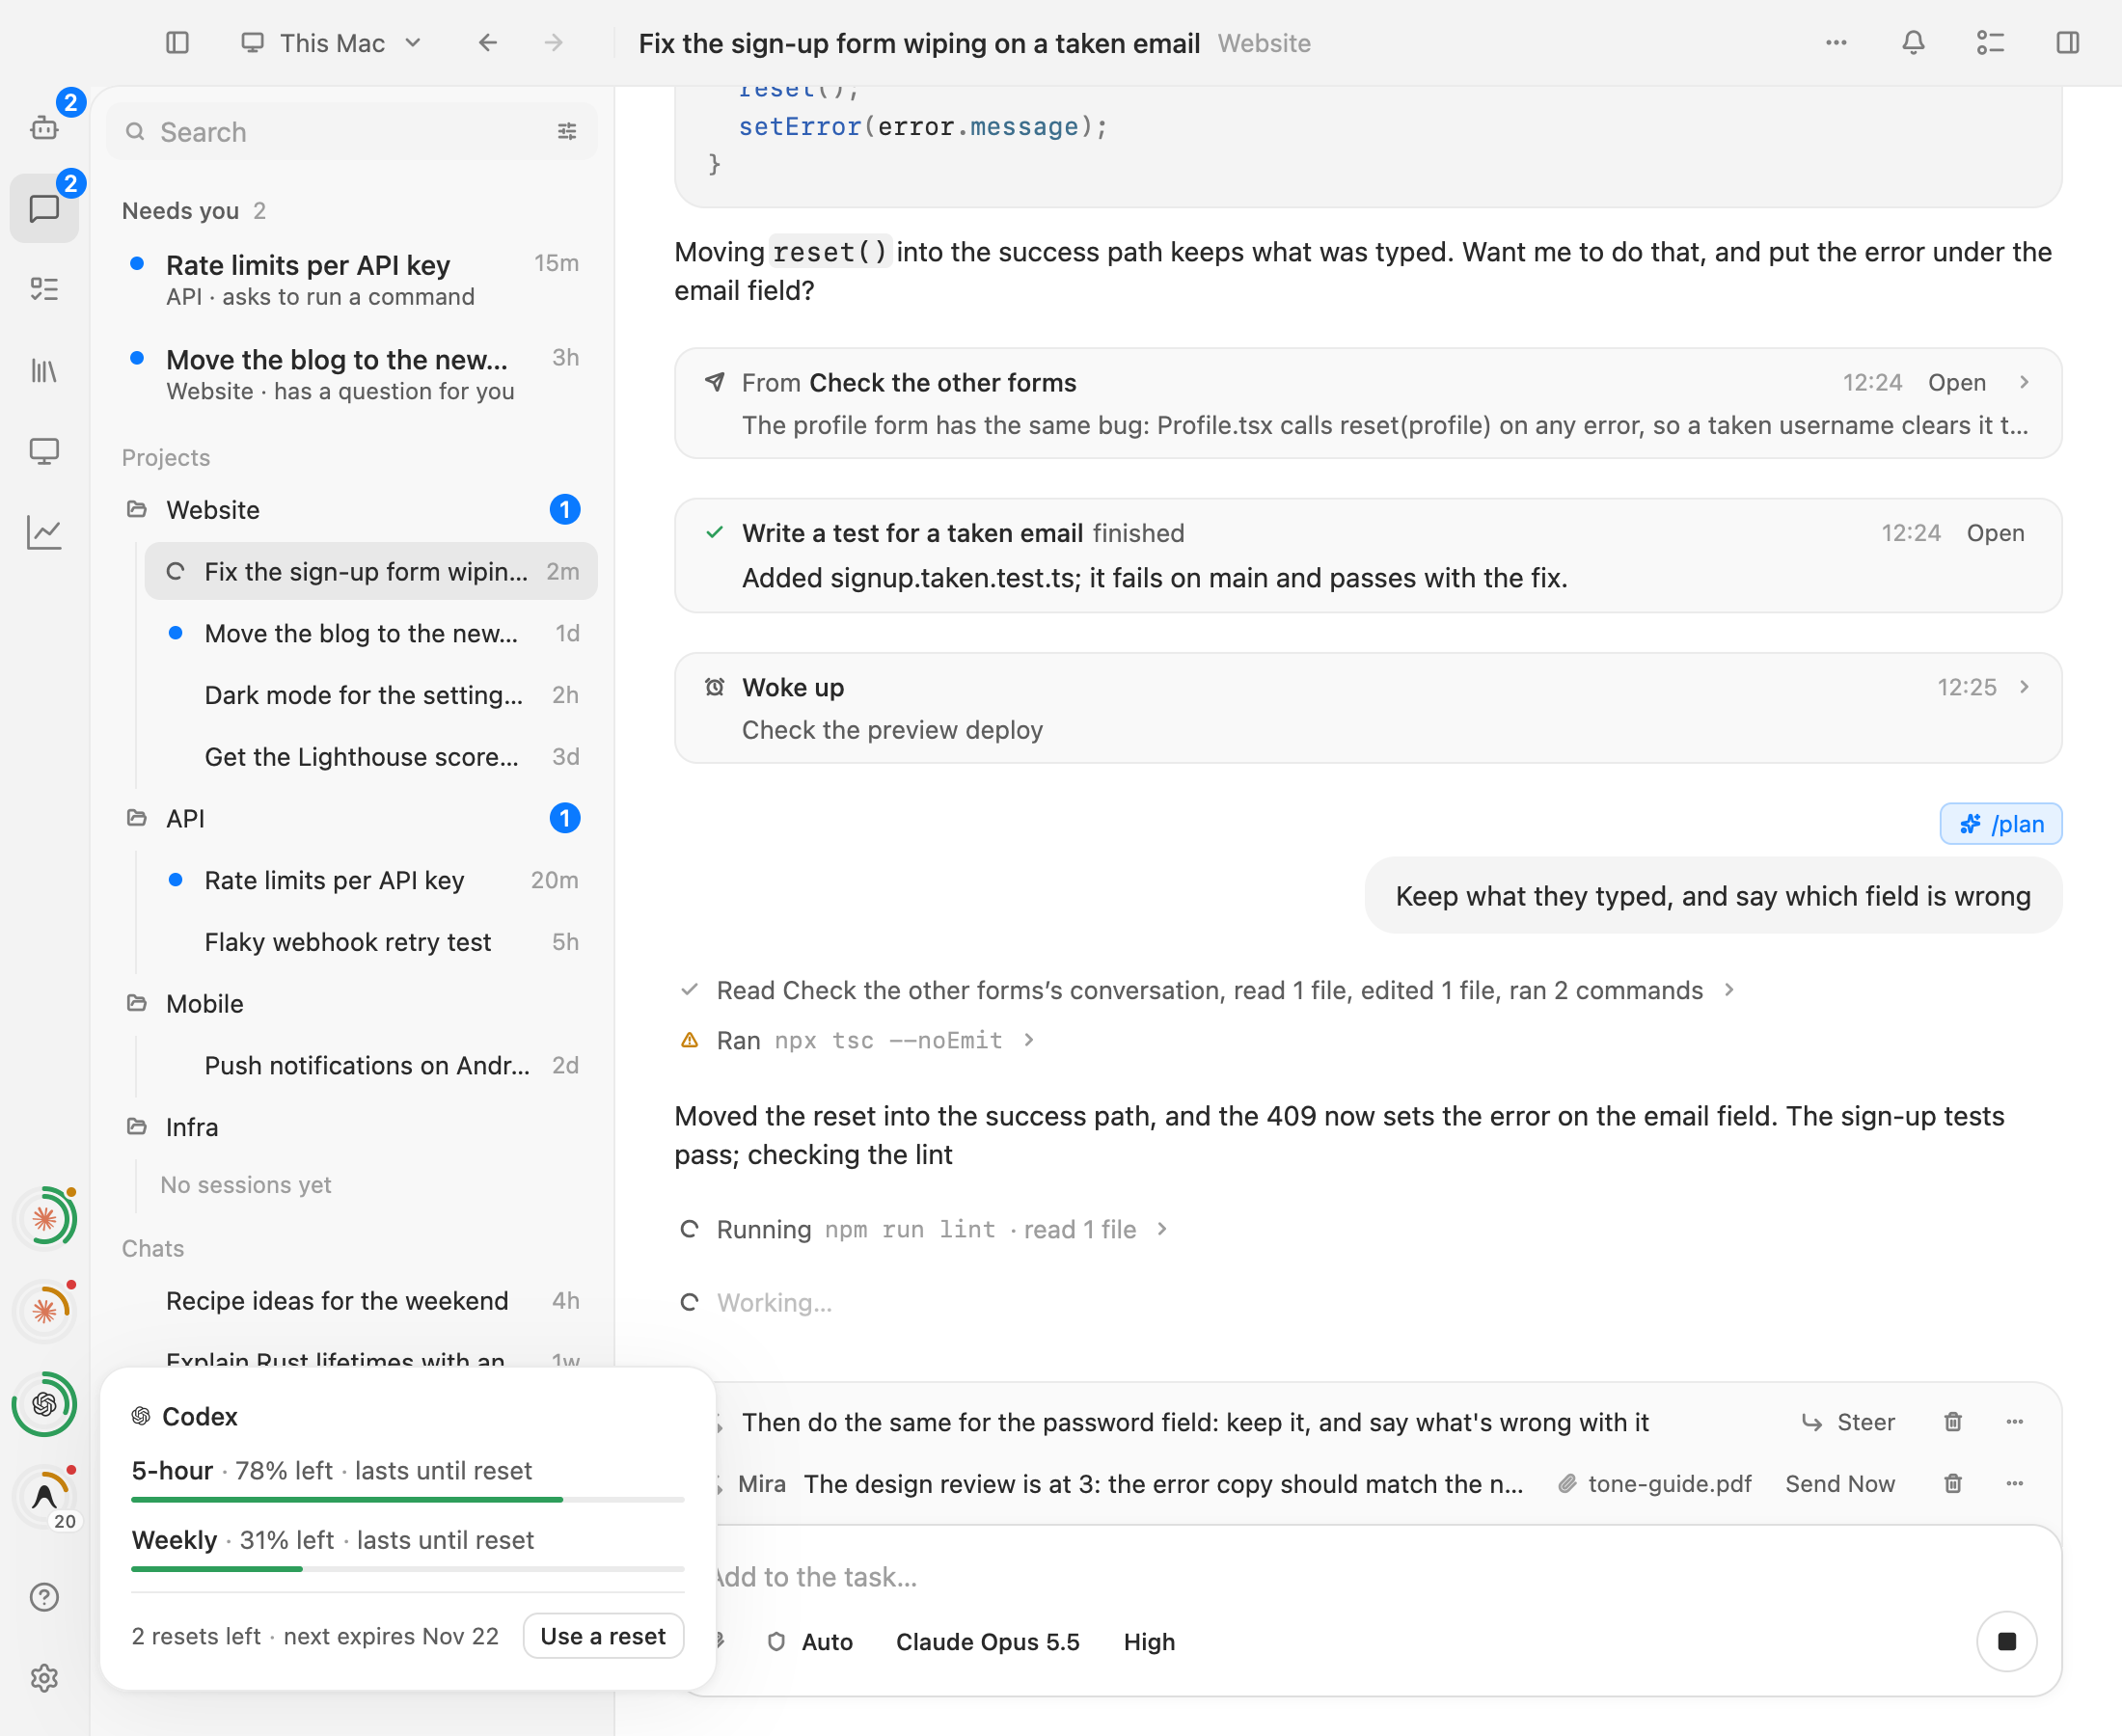 This Mac
Fix the sign-up form wiping on a taken email Website
2
2
20
Search
Needs you 2
Rate limits per API key 15m
API · asks to run a command
Move the blog to the new... 3h
Website · has a question for you
Projects
Website 1
Fix the sign-up form wipin... 2m
Move the blog to the new... 1d
Dark mode for the setting... 2h
Get the Lighthouse score... 3d
API 1
Rate limits per API key 20m
Flaky webhook retry test 5h
Mobile
Push notifications on Andr... 2d
Infra
No sessions yet
Chats
Recipe ideas for the weekend 4h
Explain Rust lifetimes with an 1w
Codex
5-hour · 78% left · lasts until reset
Weekly · 31% left · lasts until reset
2 resets left · next expires Nov 22 Use a reset
reset();
setError(error.message);
}
Moving reset() into the success path keeps what was typed. Want me to do that, and put the error under the
email field?
From Check the other forms 12:24 Open
The profile form has the same bug: Profile.tsx calls reset(profile) on any error, so a taken username clears it t...
Write a test for a taken email finished 12:24 Open
Added signup.taken.test.ts; it fails on main and passes with the fix.
Woke up 12:25
Check the preview deploy
/plan
Keep what they typed, and say which field is wrong
Read Check the other forms’s conversation, read 1 file, edited 1 file, ran 2 commands
Ran npx tsc --noEmit
Moved the reset into the success path, and the 409 now sets the error on the email field. The sign-up tests
pass; checking the lint
Running npm run lint · read 1 file
Working...
Then do the same for the password field: keep it, and say what's wrong with it Steer
Mira The design review is at 3: the error copy should match the n... tone-guide.pdf Send Now
Add to the task...
Auto Claude Opus 5.5 High